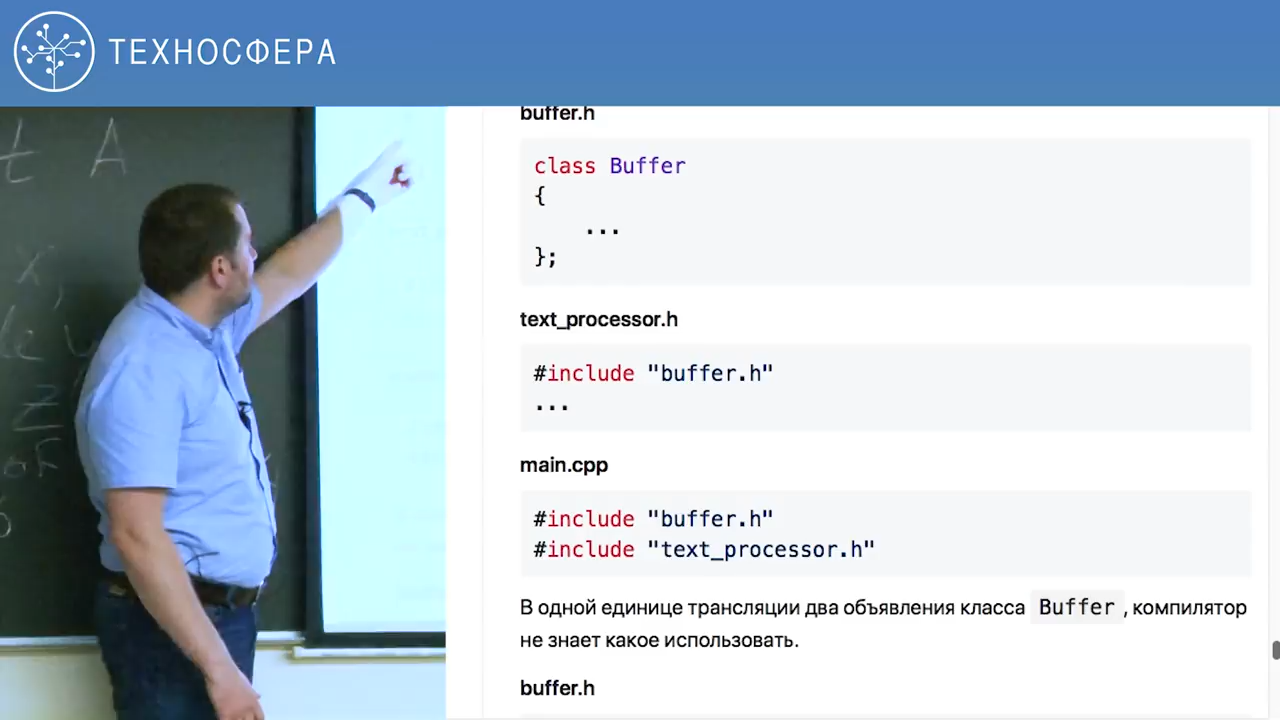 ТЕХНОСФЕРА
t A
buffer.h
class Buffer
{
...
};
text_processor.h
#include "buffer.h"
...
main.cpp
#include "buffer.h"
#include "text_processor.h"
В одной единице трансляции два объявления класса Buffer , компилятор
не знает какое использовать.
buffer.h